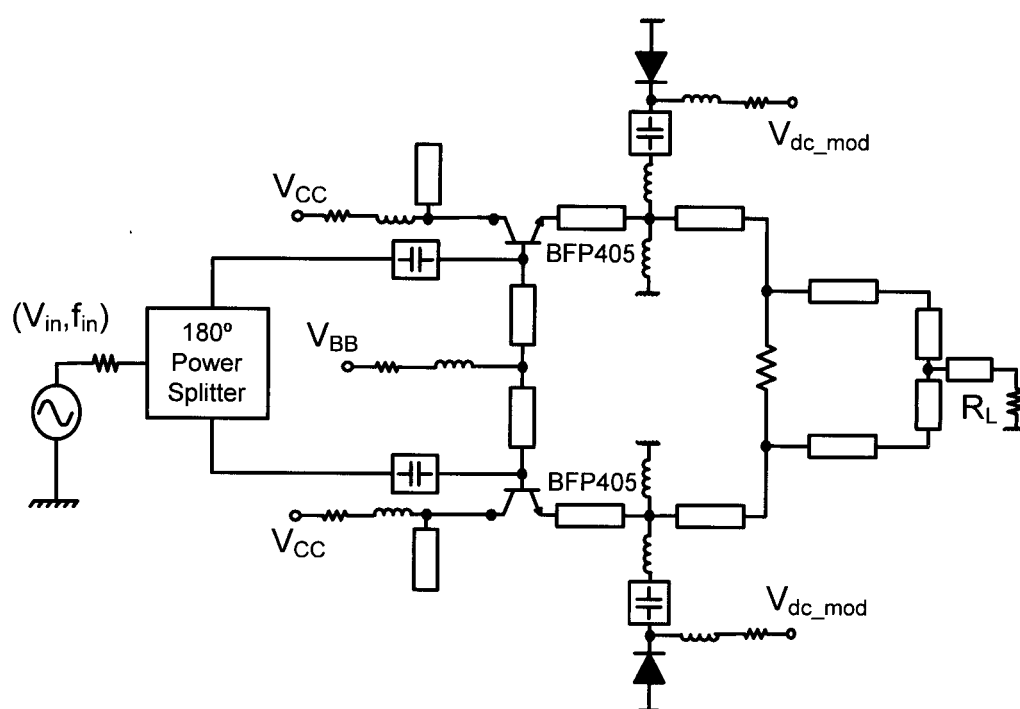 V_dc_mod
V_CC
BFP405
(V_in,f_in)
180º
Power
Splitter
V_BB
R_L
BFP405
V_CC
V_dc_mod